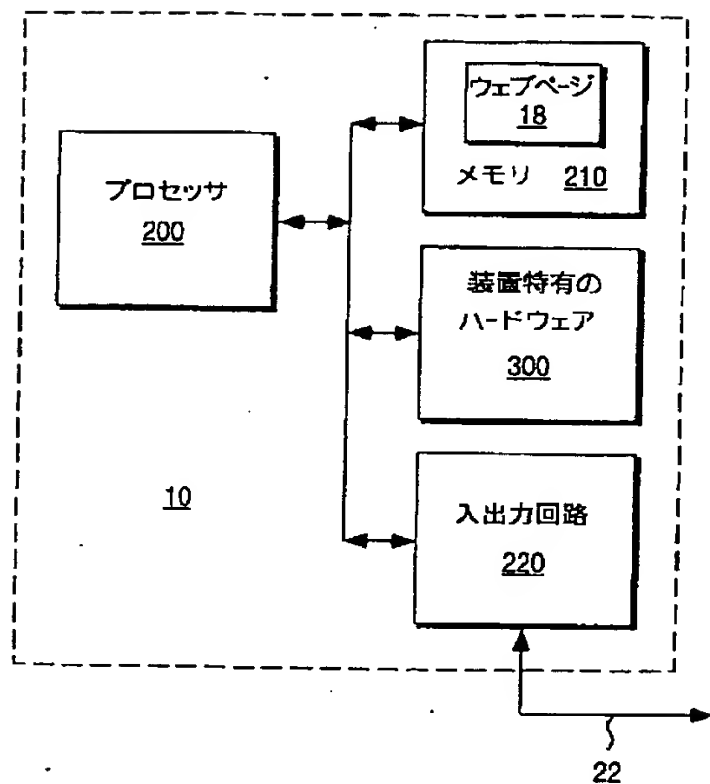 ウェブページ
18
メモリ 210
プロセッサ
200
装置特有の
ハードウェア
300
10
入出力回路
220
22